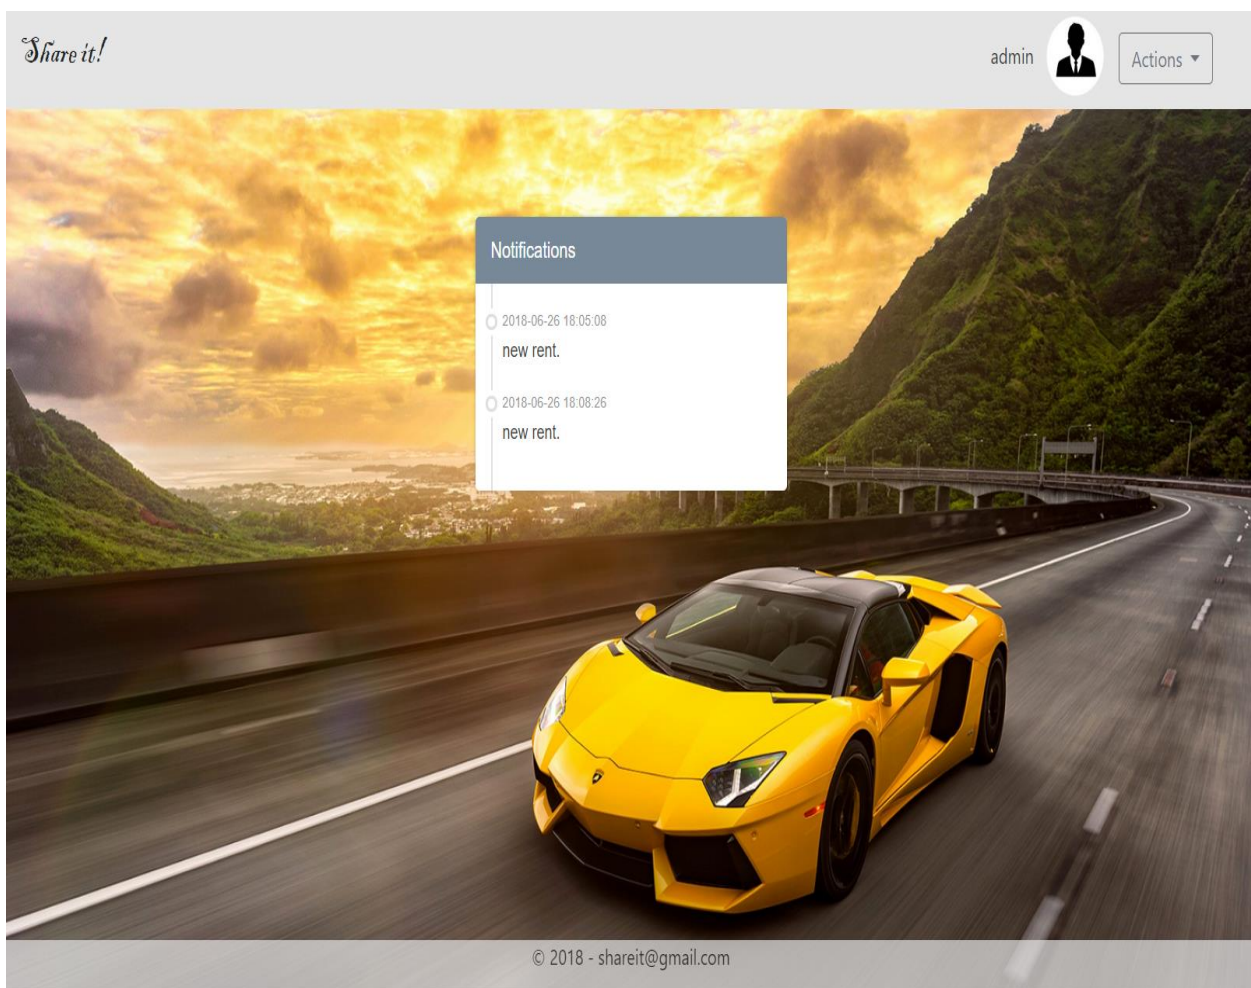 Share it!
admin
Actions
Notifications
2018-06-26 18:05:08
new rent.
2018-06-26 18:08:26
new rent.
© 2018 - shareit@gmail.com